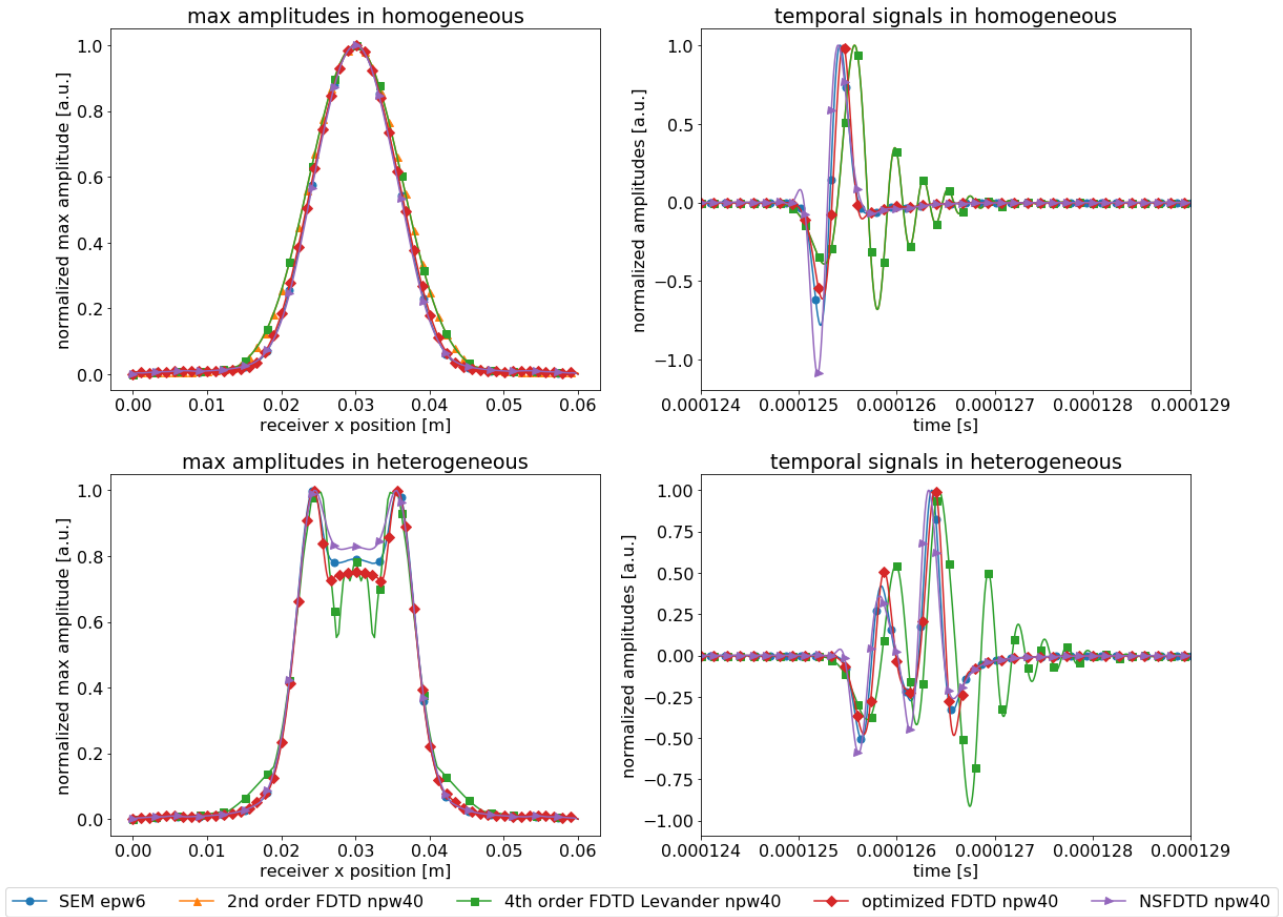 max amplitudes in homogeneous
normalized max amplitude [a.u.]
1.0
0.8
0.6
0.4
0.2
0.0
0.00 0.01 0.02 0.03 0.04 0.05 0.06
receiver x position [m]
temporal signals in homogeneous
normalized amplitudes [a.u.]
1.0
0.5
0.0
−0.5
−1.0
0.000124 0.000125 0.000126 0.000127 0.000128 0.000129
time [s]
max amplitudes in heterogeneous
normalized max amplitude [a.u.]
1.0
0.8
0.6
0.4
0.2
0.0
0.00 0.01 0.02 0.03 0.04 0.05 0.06
receiver x position [m]
temporal signals in heterogeneous
normalized amplitudes [a.u.]
1.00
0.75
0.50
0.25
0.00
−0.25
−0.50
−0.75
−1.00
0.000124 0.000125 0.000126 0.000127 0.000128 0.000129
time [s]
SEM epw6 2nd order FDTD npw40 4th order FDTD Levander npw40 optimized FDTD npw40 NSFDTD npw40